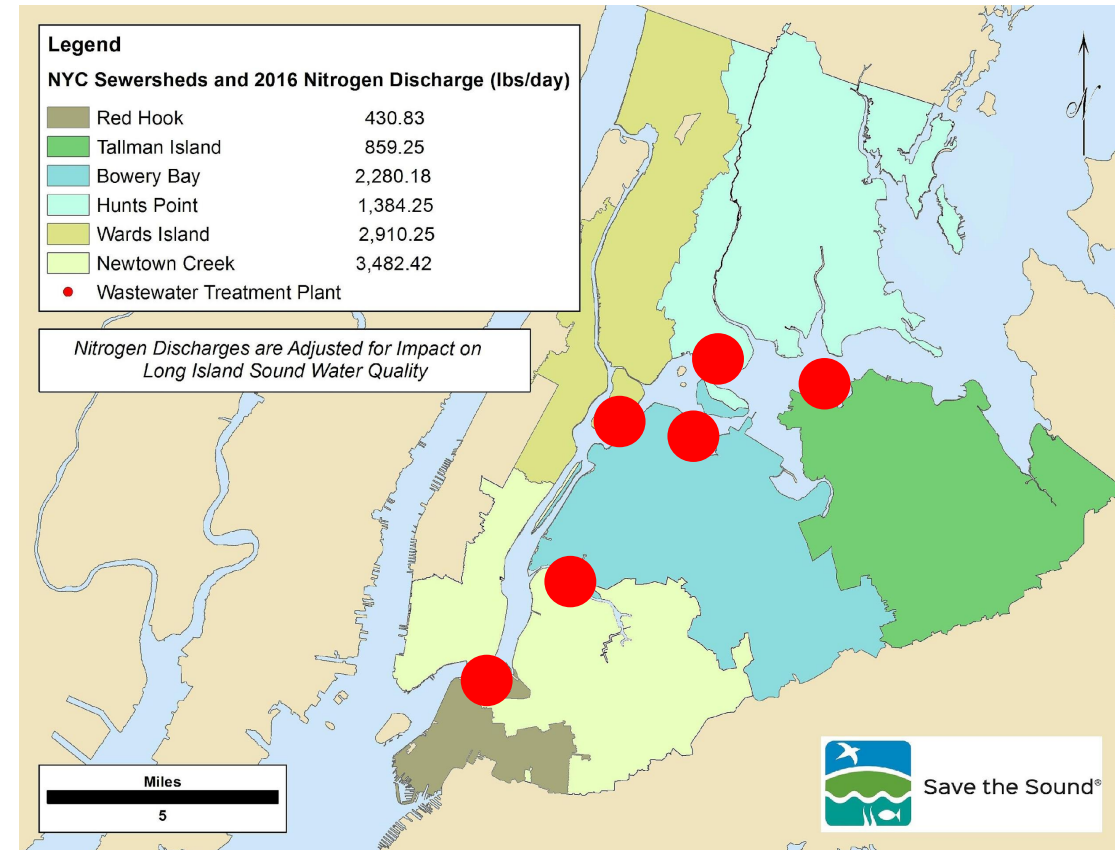 Legend
NYC Sewersheds and 2016 Nitrogen Discharge (lbs/day)
Red Hook 430.83
Tallman Island 859.25
Bowery Bay 2,280.18
Hunts Point 1,384.25
Wards Island 2,910.25
Newtown Creek 3,482.42
Wastewater Treatment Plant
Nitrogen Discharges are Adjusted for Impact on
Long Island Sound Water Quality
N
Miles
5
Save the Sound®